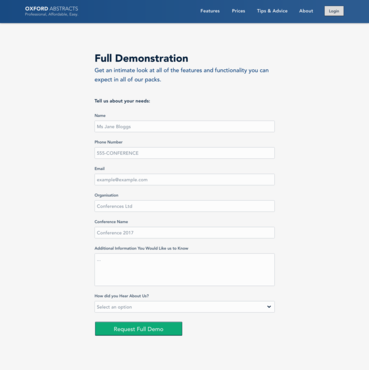 OXFORD ABSTRACTS
Professional. Affordable. Easy.
Features Prices Tips & Advice About Login
Full Demonstration
Get an intimate look at all of the features and functionality you can
expect in all of our packs.
Tell us about your needs:
Name
Ms Jane Bloggs
Phone Number
555-CONFERENCE
Email
example@example.com
Organisation
Conferences Ltd
Conference Name
Conference 2017
Additional Information You Would Like us to Know
...
How did you Hear About Us?
Select an option
Request Full Demo